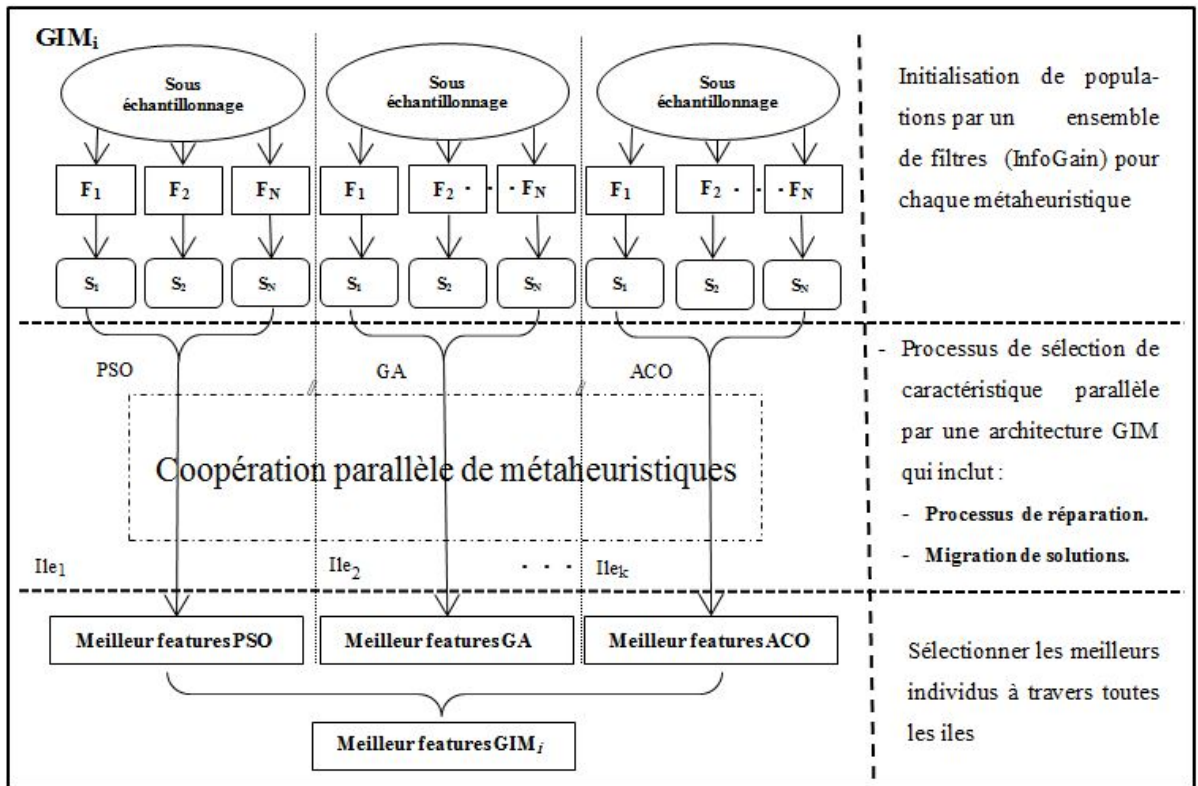 GIMi
Sous
échantillonnage
Sous
échantillonnage
Sous
échantillonnage
F1 F2 FN F1 F2 · · · FN F1 F2 · · · FN
S1 S2 SN S1 S2 SN S1 S2 SN
Initialisation de popula-
tions par un ensemble
de filtres (InfoGain) pour
chaque métaheuristique
PSO // GA // ACO
Coopération parallèle de métaheuristiques
Ile1 Ile2 · · · Ilek
- Processus de sélection de
caractéristique parallèle
par une architecture GIM
qui inclut :
- Processus de réparation.
- Migration de solutions.
Meilleur features PSO
Meilleur features GA
Meilleur features ACO
Meilleur features GIMi
Sélectionner les meilleurs
individus à travers toutes
les iles